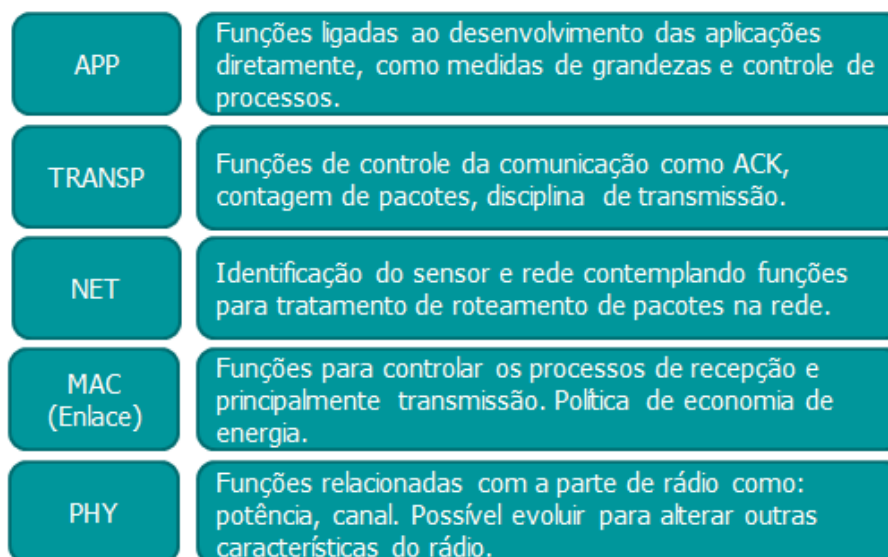 APP
Funções ligadas ao desenvolvimento das aplicações
diretamente, como medidas de grandezas e controle de
processos.
TRANSP
Funções de controle da comunicação como ACK,
contagem de pacotes, disciplina de transmissão.
NET
Identificação do sensor e rede contemplando funções
para tratamento de roteamento de pacotes na rede.
MAC
(Enlace)
Funções para controlar os processos de recepção e
principalmente transmissão. Política de economia de
energia.
PHY
Funções relacionadas com a parte de rádio como:
potência, canal. Possível evoluir para alterar outras
características do rádio.